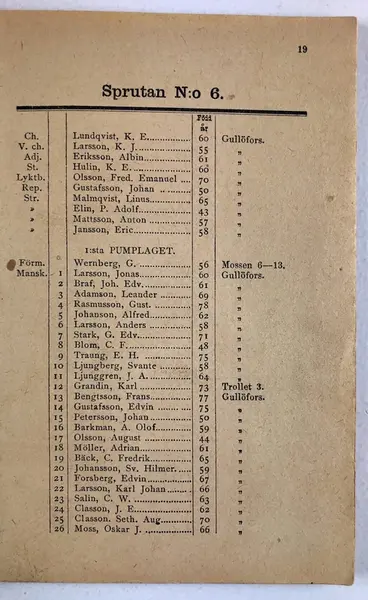 19
Sprutan N:o 6.
Född år
Ch. Lundqvist, K. E. 60 Gullöfors.
V. ch. Larsson, K. J. 55 „
Adj. Eriksson, Albin 61 „
St. Hulin, K. E. 60 „
Lyktb. Olsson, Fred. Emanuel 70 „
Rep. Gustafsson, Johan 50 „
Str. Malmqvist, Linus 65 „
» Elin, P. Adolf 43 „
» Mattsson, Anton 57 „
» Jansson, Eric 58 „
1:sta PUMPLAGET.
Förm. Wernberg, G. 56 Mossen 6—13.
Mansk. 1 Larsson, Jonas 60 Gullöfors.
2 Braf, Joh. Edv. 61 „
3 Adamson, Leander 69 „
4 Rasmusson, Gust. 78 „
5 Johanson, Alfred 62 „
6 Larsson, Anders 58 „
7 Stark, G. Edv. 71 „
8 Blom, C. F. 48 „
9 Traung, E. H. 75 „
10 Ljungberg, Svante 58 „
11 Ljunggren, J. A. 64 „
12 Grandin, Karl 73 Trollet 3.
13 Bengtsson, Frans 77 Gullöfors.
14 Gustafsson, Edvin 75 „
15 Petersson, Johan 50 „
16 Barkman, A. Olof 59 „
17 Olsson, August 44 „
18 Möller, Adrian 61 „
19 Bäck, C. Fredrik 65 „
20 Johansson, Sv. Hilmer 59 „
21 Forsberg, Edvin 67 „
22 Larsson, Karl Johan 66 „
23 Salin, C. W. 63 „
24 Classon, J. E. 62 „
25 Classon. Seth. Aug. 70 „
26 Moss, Oskar J. 66 „